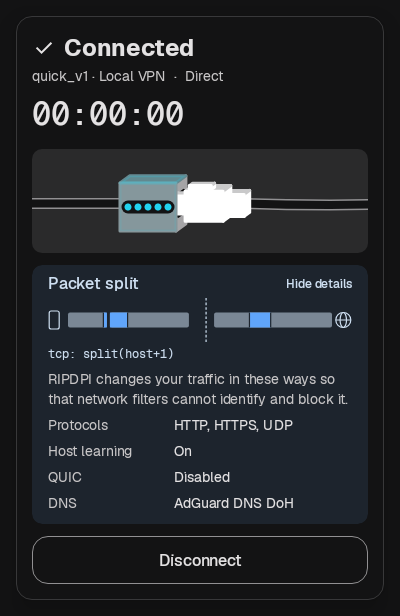 Connected
quick_v1 · Local VPN · Direct
00:00:00
Packet split Hide details
tcp: split(host+1)
RIPDPI changes your traffic in these ways so
that network filters cannot identify and block it.
Protocols HTTP, HTTPS, UDP
Host learning On
QUIC Disabled
DNS AdGuard DNS DoH
Disconnect